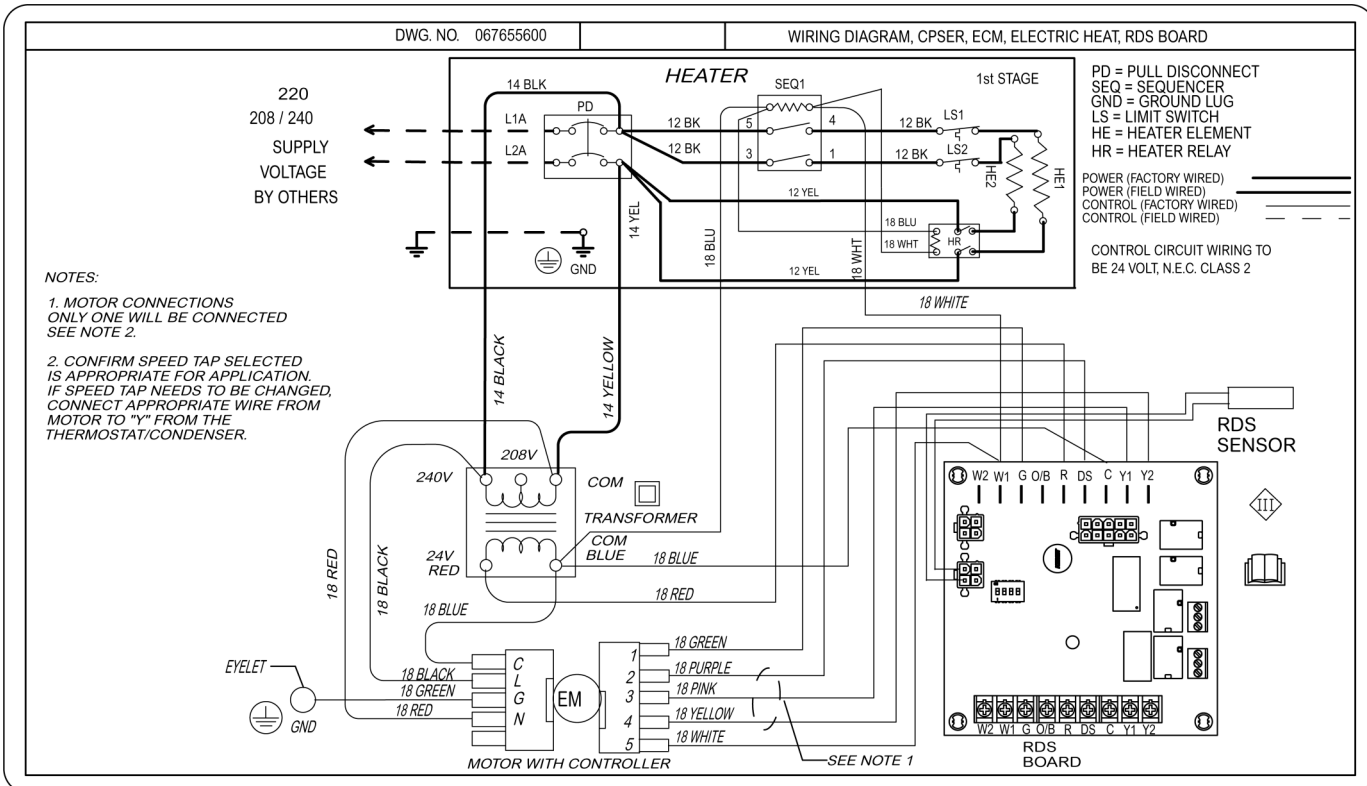 DWG. NO. 067655600
WIRING DIAGRAM, CPSER, ECM, ELECTRIC HEAT, RDS BOARD
HEATER
1st STAGE
14 BLK
PD
SEQ1
L1A
L2A
12 BK
12 BK
5
4
3
1
12 BK
12 BK
LS1
LS2
HE2
HE1
12 YEL
18 BLU
18 WHT
HR
12 YEL
14 YEL
18 BLU
18 WHT
GND
220
208 / 240
SUPPLY
VOLTAGE
BY OTHERS
PD = PULL DISCONNECT
SEQ = SEQUENCER
GND = GROUND LUG
LS = LIMIT SWITCH
HE = HEATER ELEMENT
HR = HEATER RELAY
POWER (FACTORY WIRED)
POWER (FIELD WIRED)
CONTROL (FACTORY WIRED)
CONTROL (FIELD WIRED)
CONTROL CIRCUIT WIRING TO
BE 24 VOLT, N.E.C. CLASS 2
NOTES:
1. MOTOR CONNECTIONS
ONLY ONE WILL BE CONNECTED
SEE NOTE 2.
2. CONFIRM SPEED TAP SELECTED
IS APPROPRIATE FOR APPLICATION.
IF SPEED TAP NEEDS TO BE CHANGED,
CONNECT APPROPRIATE WIRE FROM
MOTOR TO "Y" FROM THE
THERMOSTAT/CONDENSER.
18 WHITE
14 BLACK
14 YELLOW
208V
240V
COM
TRANSFORMER
COM
BLUE
24V
RED
18 BLUE
18 RED
18 RED
18 BLACK
18 BLUE
EYELET
GND
18 BLACK
18 GREEN
18 RED
C
L
G
N
EM
1
2
3
4
5
18 GREEN
18 PURPLE
18 PINK
18 YELLOW
18 WHITE
MOTOR WITH CONTROLLER
SEE NOTE 1
RDS
SENSOR
W2 W1 G O/B R DS C Y1 Y2
III
W2 W1 G O/B R DS C Y1 Y2
RDS
BOARD